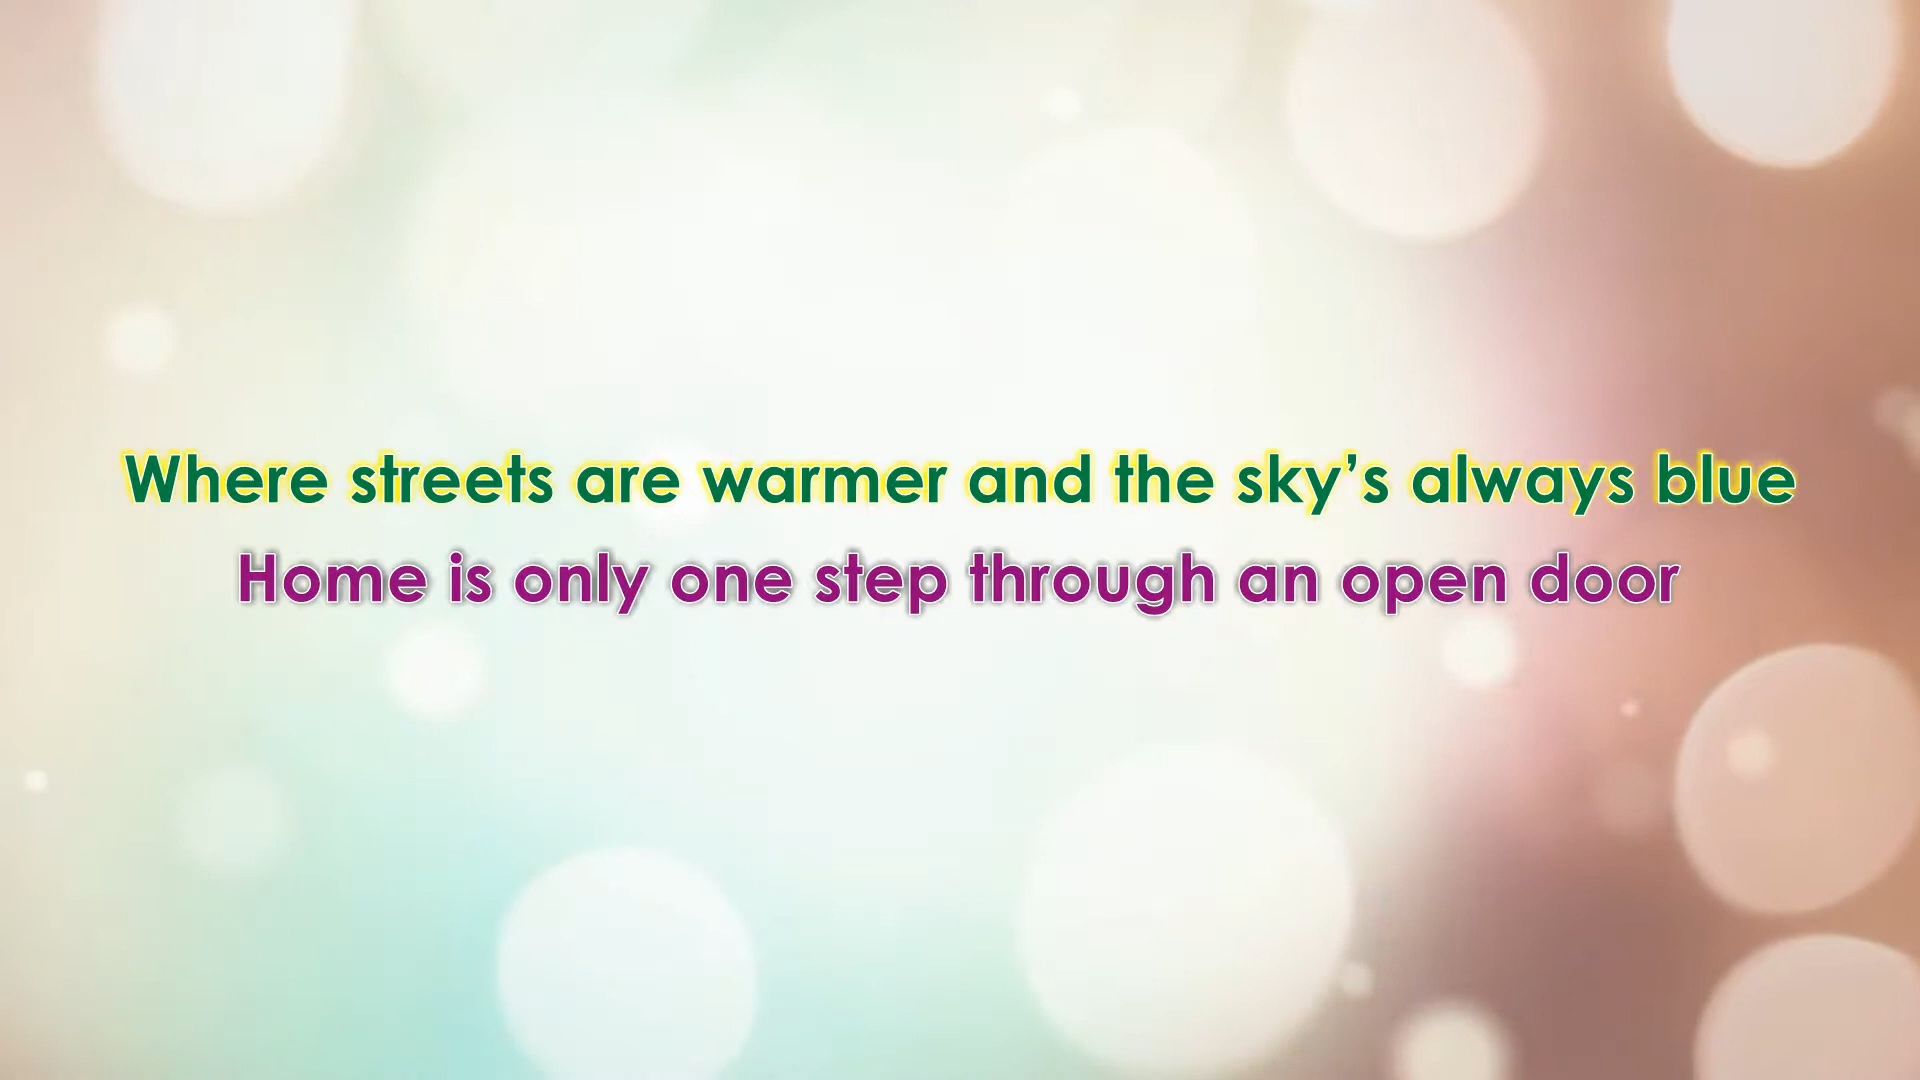 Where streets are warmer and the sky’s always blue
Home is only one step through an open door